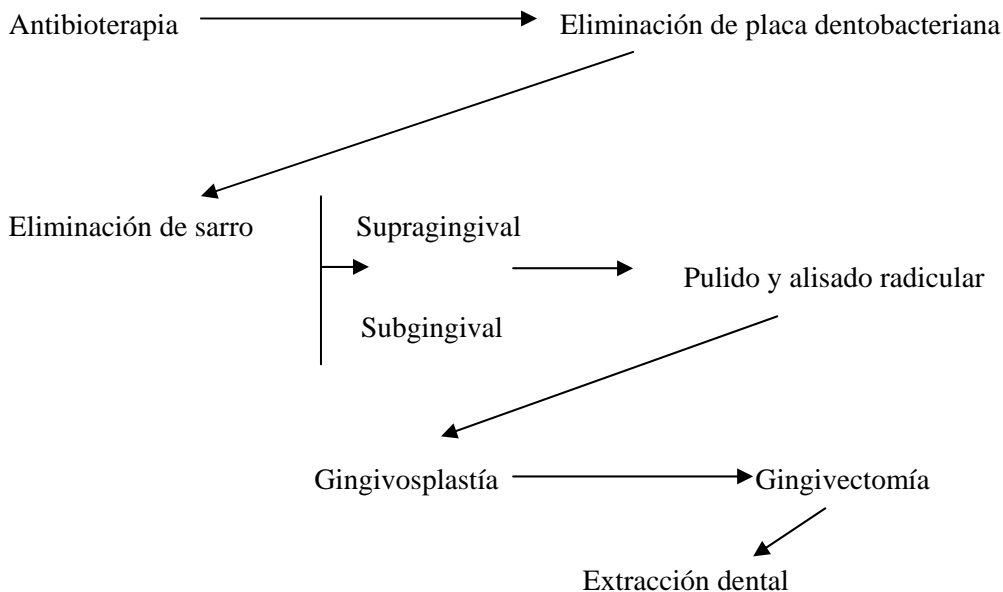 Antibioterapia
Eliminación de placa dentobacteriana
Eliminación de sarro
Supragingival
Pulido y alisado radicular
Subgingival
Gingivosplastía
Gingivectomía
Extracción dental